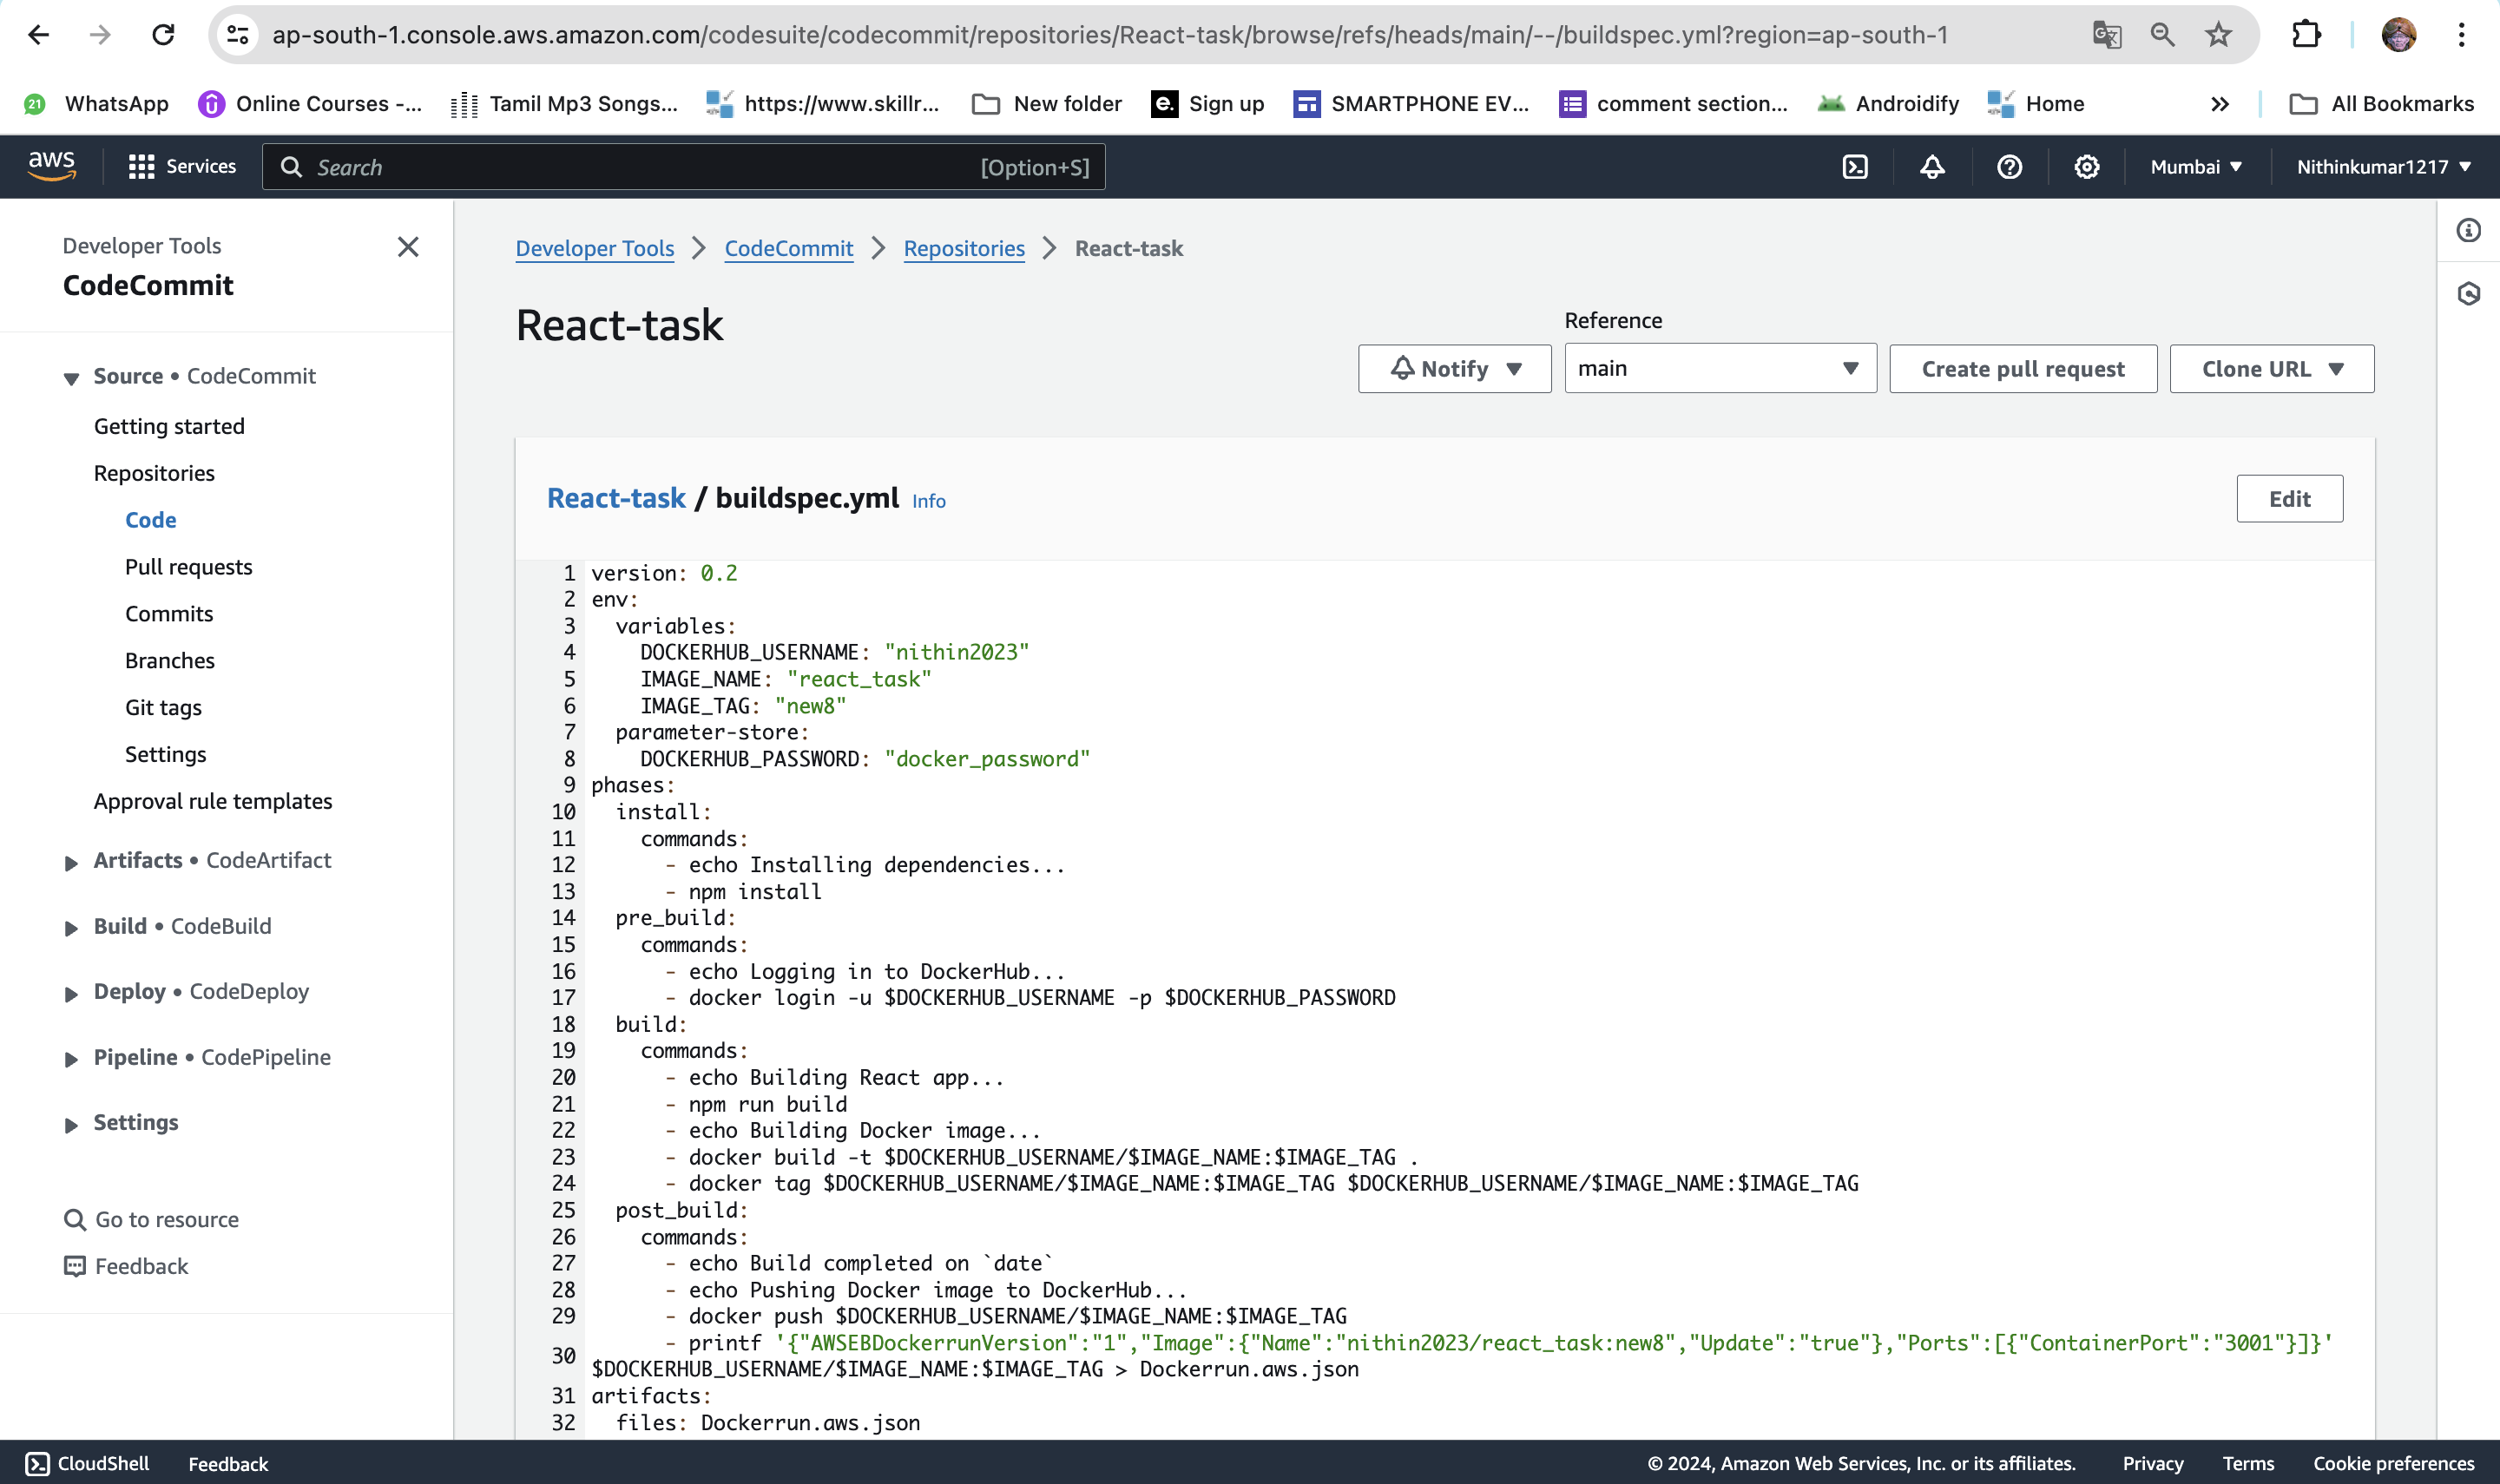 ap-south-1.console.aws.amazon.com/codesuite/codecommit/repositories/React-task/browse/refs/heads/main/--/buildspec.yml?region=ap-south-1
21 WhatsApp Online Courses -... Tamil Mp3 Songs... https://www.skillr... New folder e. Sign up SMARTPHONE EV... comment section... Androidify Home » All Bookmarks
aws Services Search [Option+S] Mumbai Nithinkumar1217
Developer Tools
CodeCommit
Source • CodeCommit
Getting started
Repositories
Code
Pull requests
Commits
Branches
Git tags
Settings
Approval rule templates
Artifacts • CodeArtifact
Build • CodeBuild
Deploy • CodeDeploy
Pipeline • CodePipeline
Settings
Go to resource
Feedback
Developer Tools > CodeCommit > Repositories > React-task
React-task
Reference
Notify main Create pull request Clone URL
React-task / buildspec.yml Info Edit
1 version: 0.2
2 env:
3   variables:
4     DOCKERHUB_USERNAME: "nithin2023"
5     IMAGE_NAME: "react_task"
6     IMAGE_TAG: "new8"
7   parameter-store:
8     DOCKERHUB_PASSWORD: "docker_password"
9 phases:
10   install:
11     commands:
12       - echo Installing dependencies...
13       - npm install
14   pre_build:
15     commands:
16       - echo Logging in to DockerHub...
17       - docker login -u $DOCKERHUB_USERNAME -p $DOCKERHUB_PASSWORD
18   build:
19     commands:
20       - echo Building React app...
21       - npm run build
22       - echo Building Docker image...
23       - docker build -t $DOCKERHUB_USERNAME/$IMAGE_NAME:$IMAGE_TAG .
24       - docker tag $DOCKERHUB_USERNAME/$IMAGE_NAME:$IMAGE_TAG $DOCKERHUB_USERNAME/$IMAGE_NAME:$IMAGE_TAG
25   post_build:
26     commands:
27       - echo Build completed on `date`
28       - echo Pushing Docker image to DockerHub...
29       - docker push $DOCKERHUB_USERNAME/$IMAGE_NAME:$IMAGE_TAG
30       - printf '{"AWSEBDockerrunVersion":"1","Image":{"Name":"nithin2023/react_task:new8","Update":"true"},"Ports":[{"ContainerPort":"3001"}]}'
$DOCKERHUB_USERNAME/$IMAGE_NAME:$IMAGE_TAG > Dockerrun.aws.json
31 artifacts:
32   files: Dockerrun.aws.json
CloudShell Feedback © 2024, Amazon Web Services, Inc. or its affiliates. Privacy Terms Cookie preferences